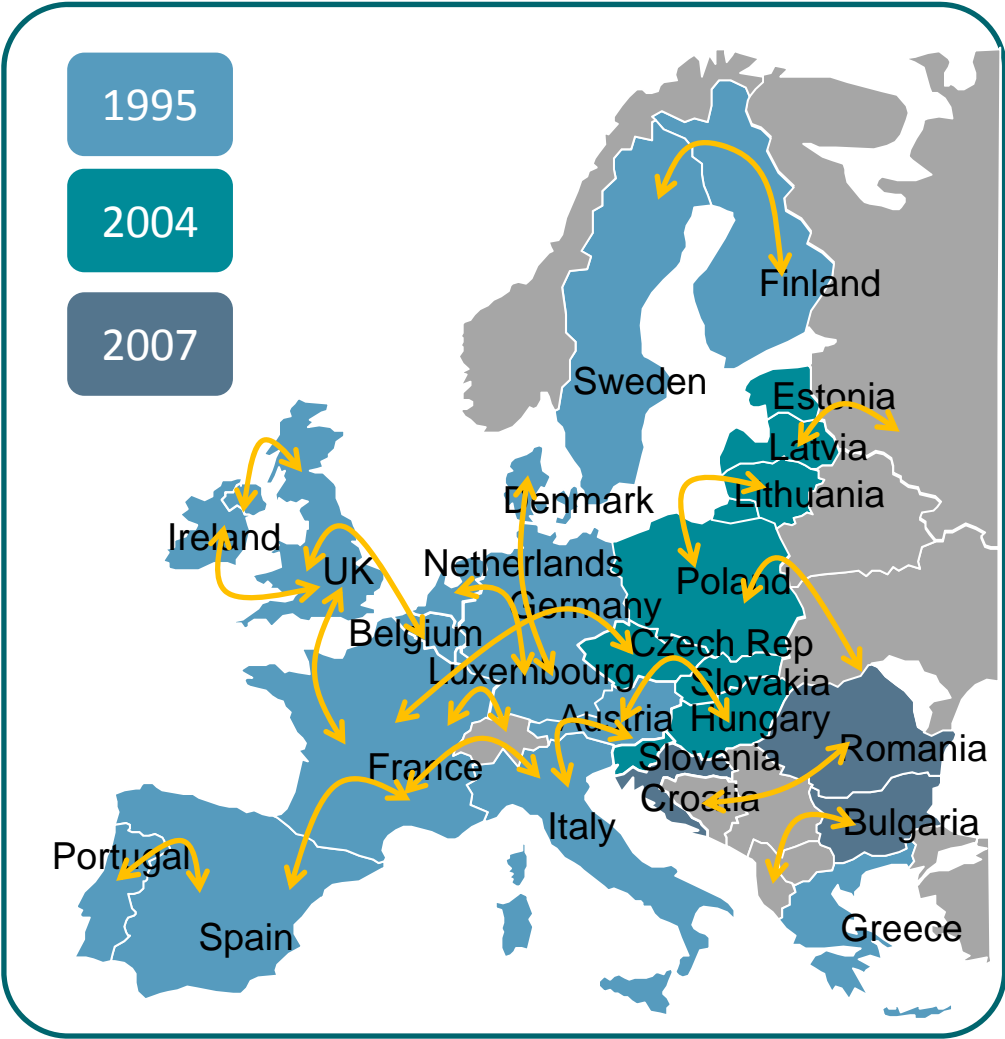 1995
2004
2007
Finland
Sweden
Estonia
Latvia
Lithuania
Denmark
Ireland
Netherlands
UK
Poland
Germany
Belgium
Czech Rep
Luxembourg
Slovakia
Austria
Hungary
Romania
Slovenia
France
Croatia
Bulgaria
Italy
Portugal
Greece
Spain